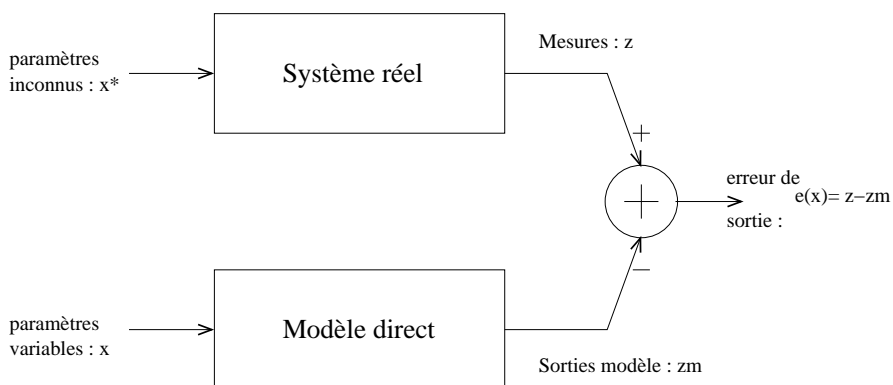 Mesures : z
paramètres
inconnus : x*
Système réel
+
erreur de
e(x)= z−zm
sortie :
+
−
paramètres
variables : x
Modèle direct
Sorties modèle : zm